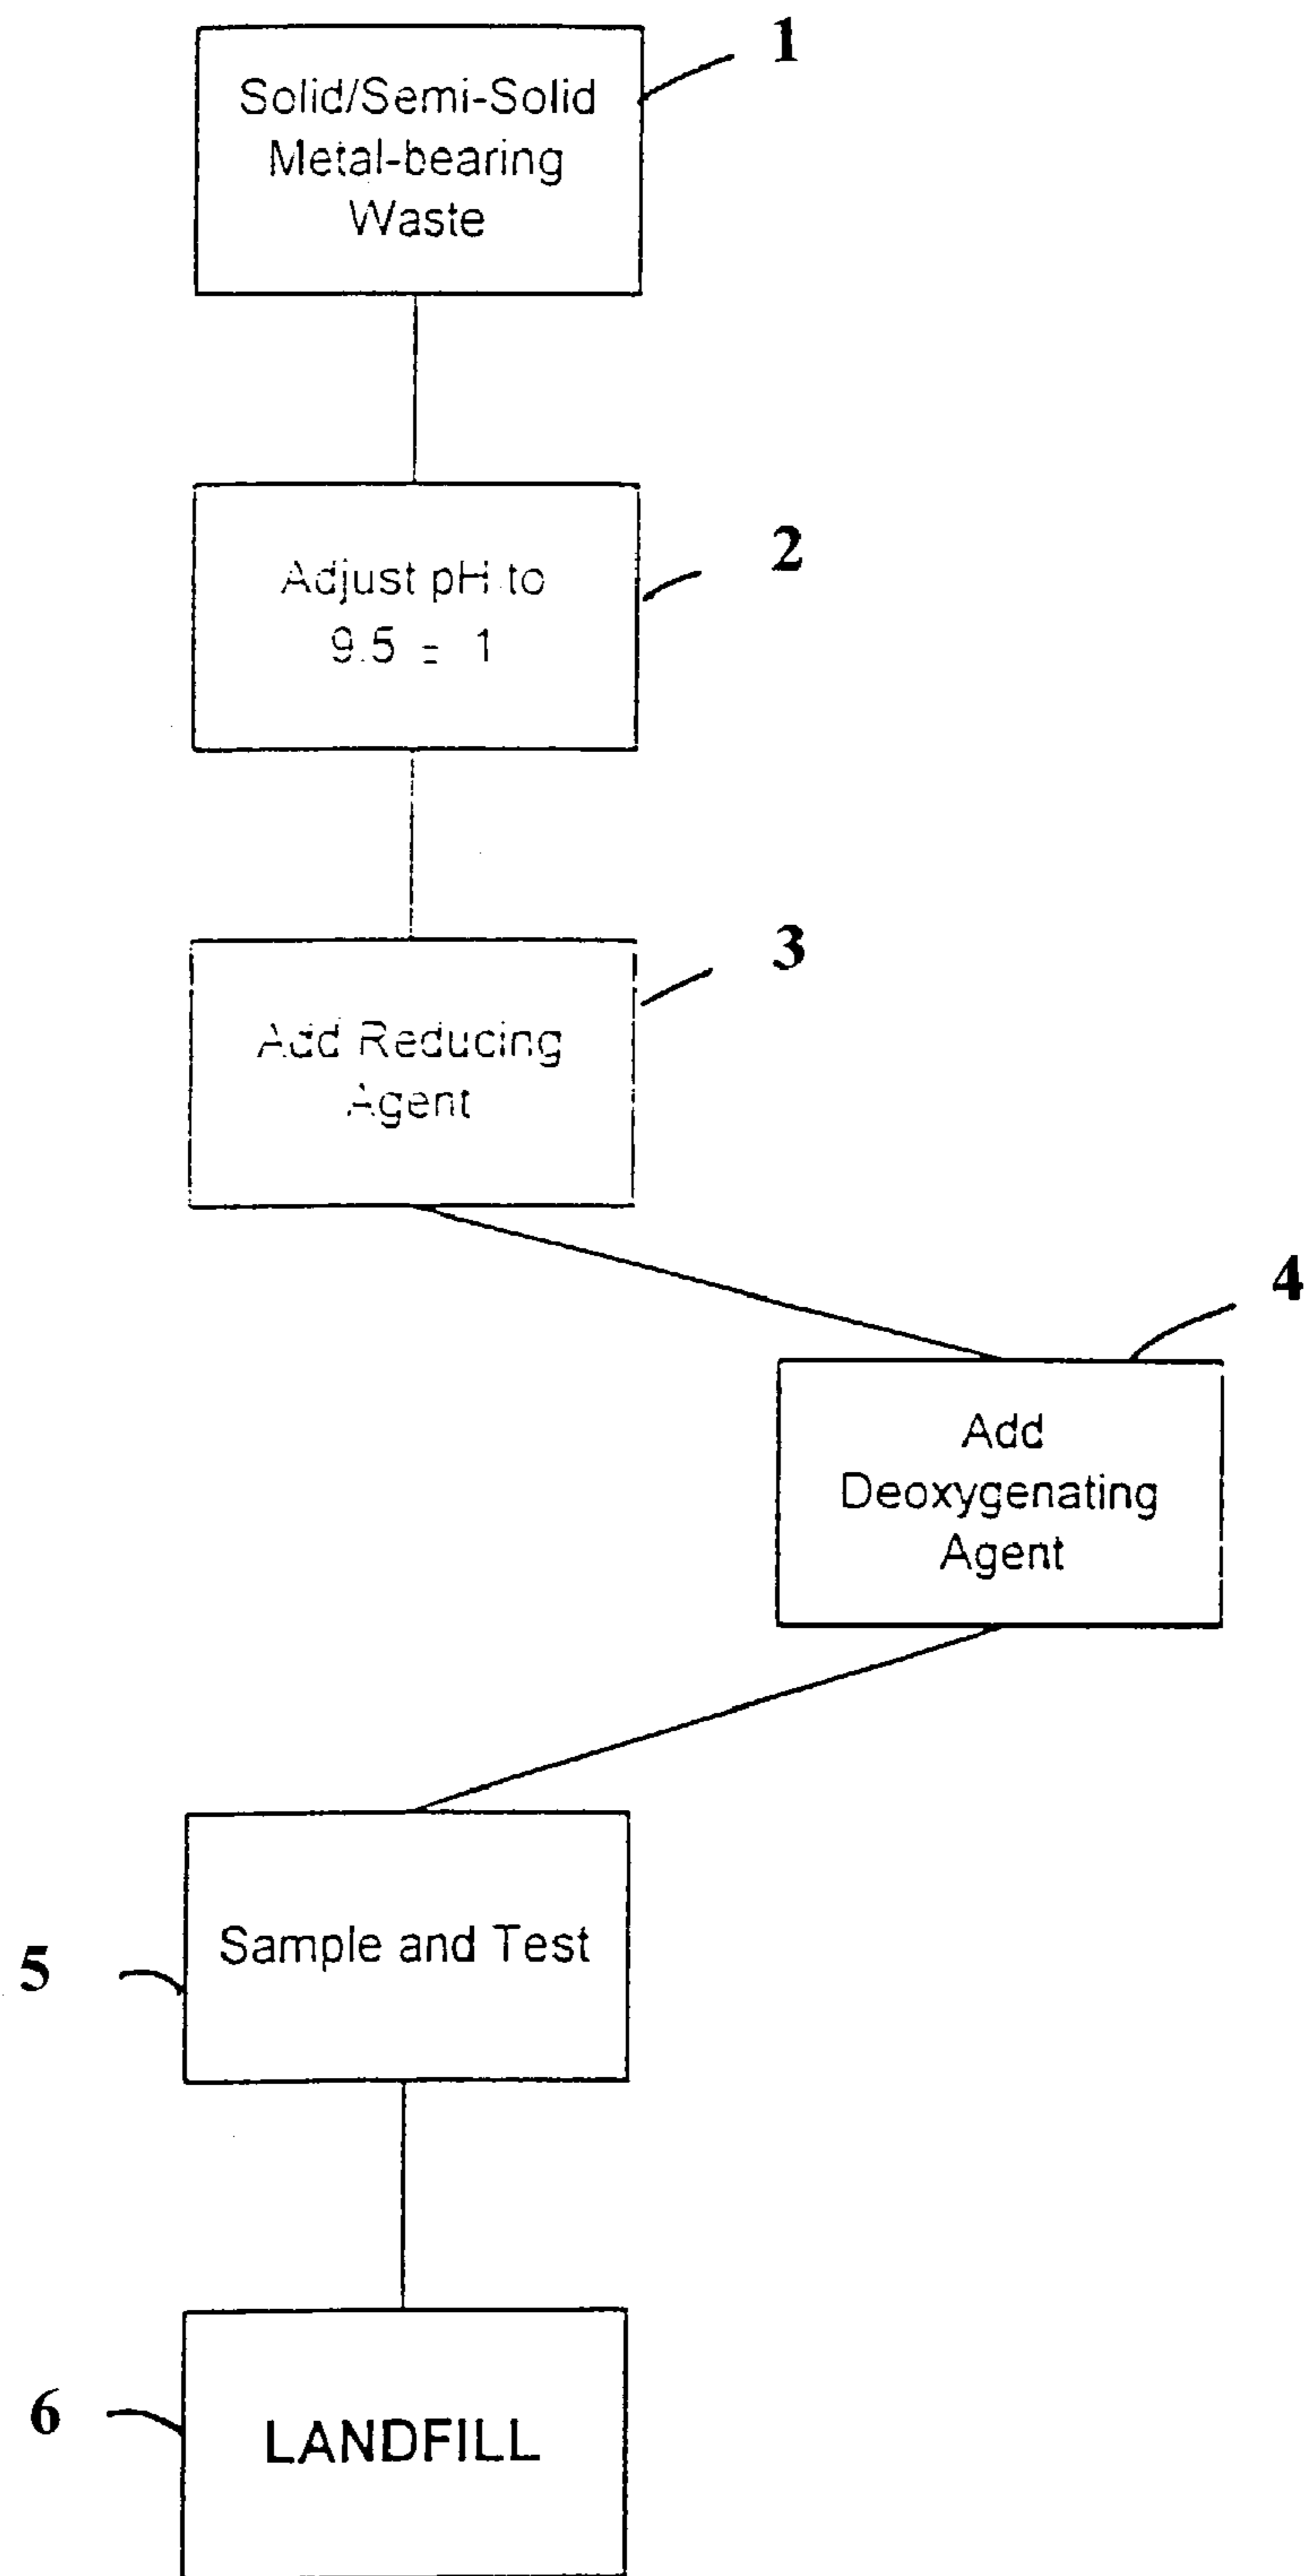 1
Solid/Semi-Solid
Metal-bearing
Waste
2
Adjust pH to
9.5 = 1
3
Add Reducing
Agent
4
Add
Deoxygenating
Agent
5
Sample and Test
6
LANDFILL